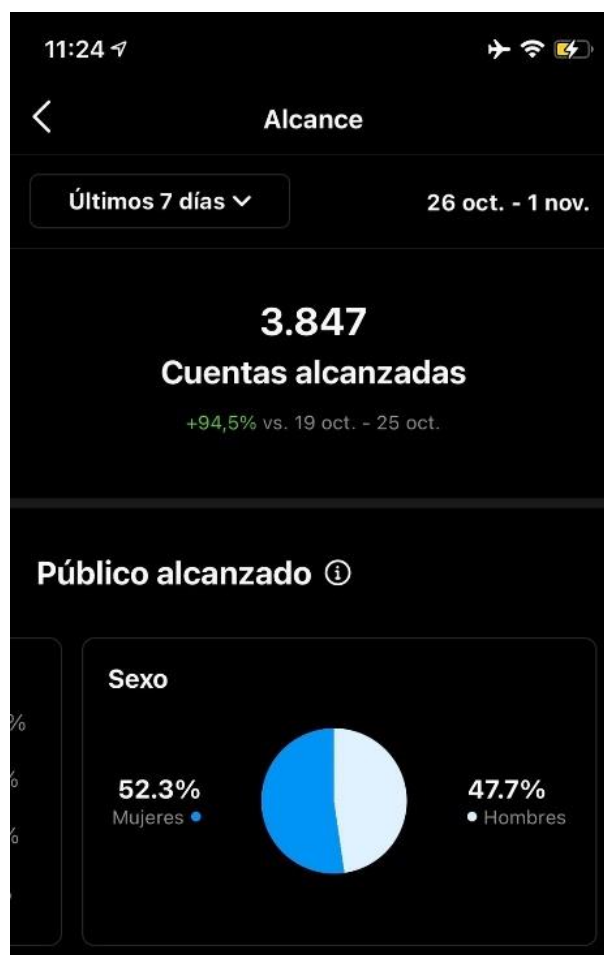 11:24
Alcance
Últimos 7 días
26 oct. - 1 nov.
3.847
Cuentas alcanzadas
+94,5% vs. 19 oct. - 25 oct.
Público alcanzado
Sexo
%
%
%
52.3%
Mujeres
47.7%
Hombres